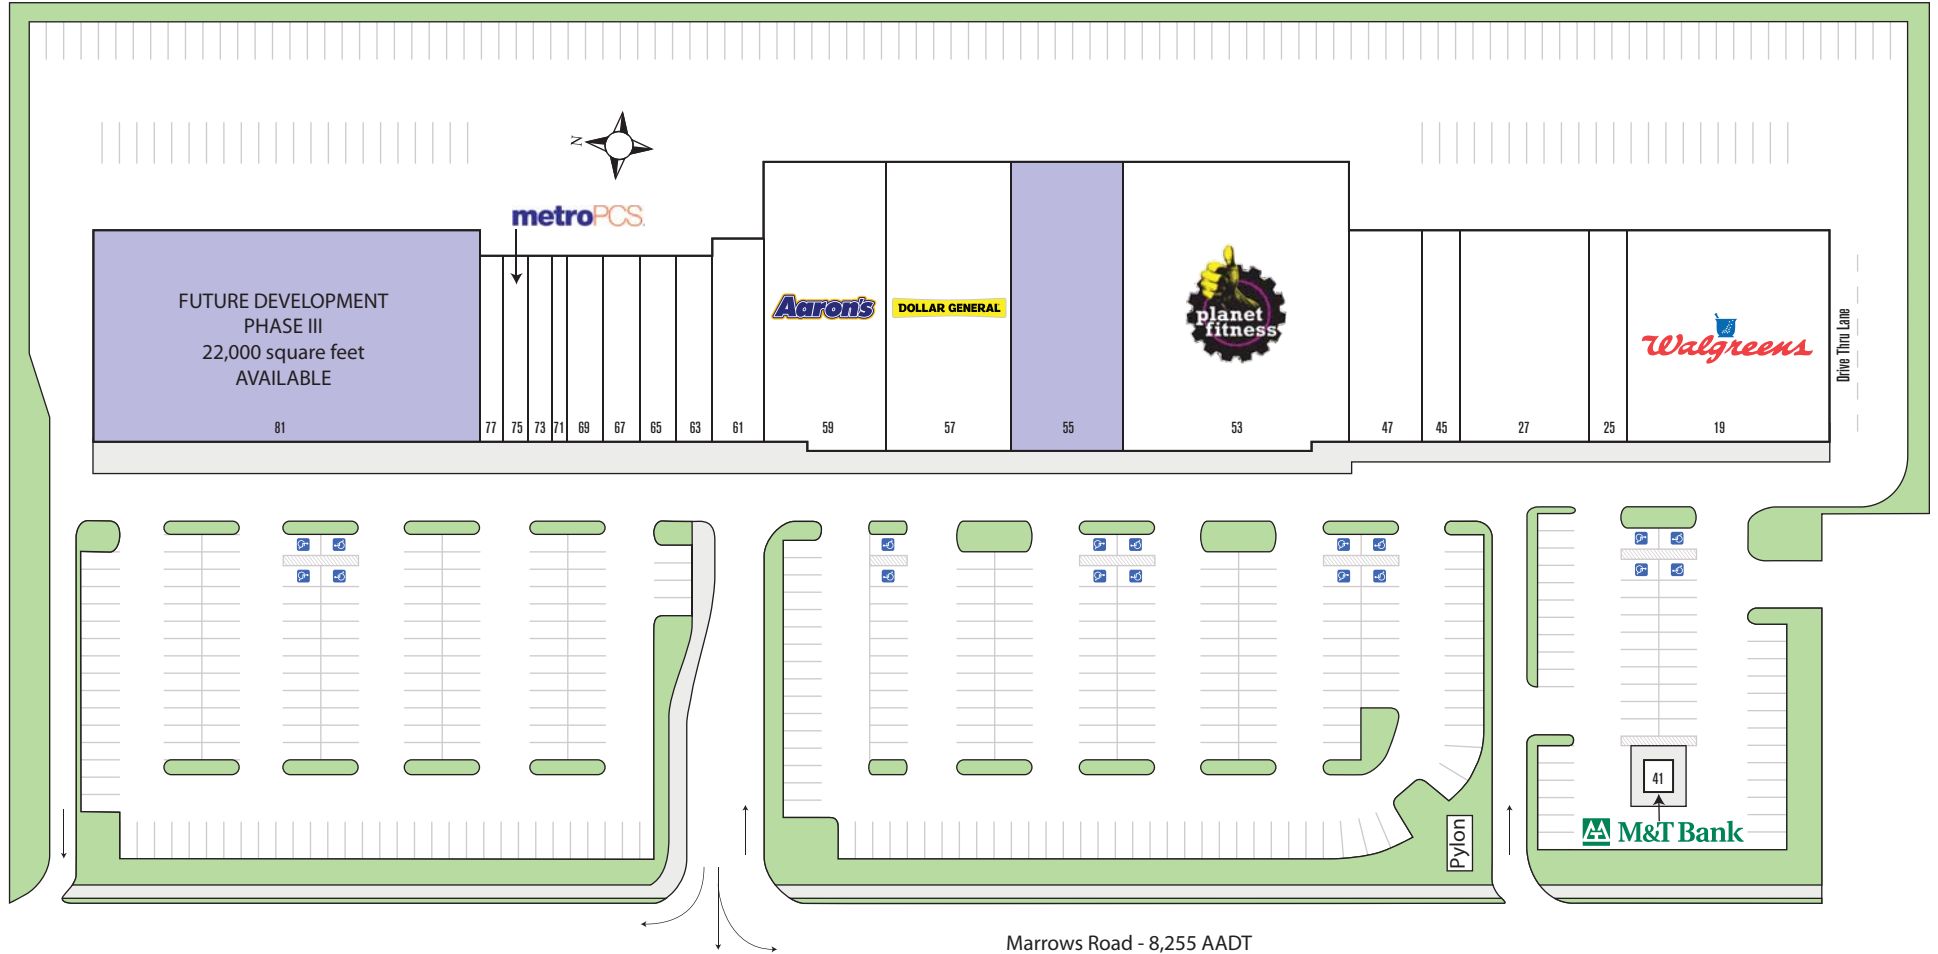 N
metroPCS.
FUTURE DEVELOPMENT
PHASE III
22,000 square feet
AVAILABLE
Aaron's
DOLLAR GENERAL
planet
fitness
Walgreens
Drive Thru Lane
81
77
75
73
71
69
67
65
63
61
59
57
55
53
47
45
27
25
19
41
M&T Bank
Pylon
Marrows Road - 8,255 AADT